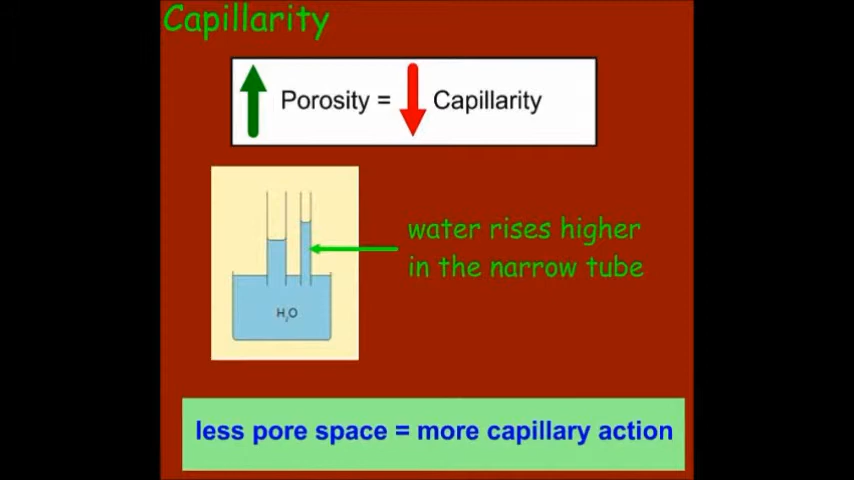 Capillarity
Porosity = Capillarity
water rises higher
in the narrow tube
H₂O
less pore space = more capillary action